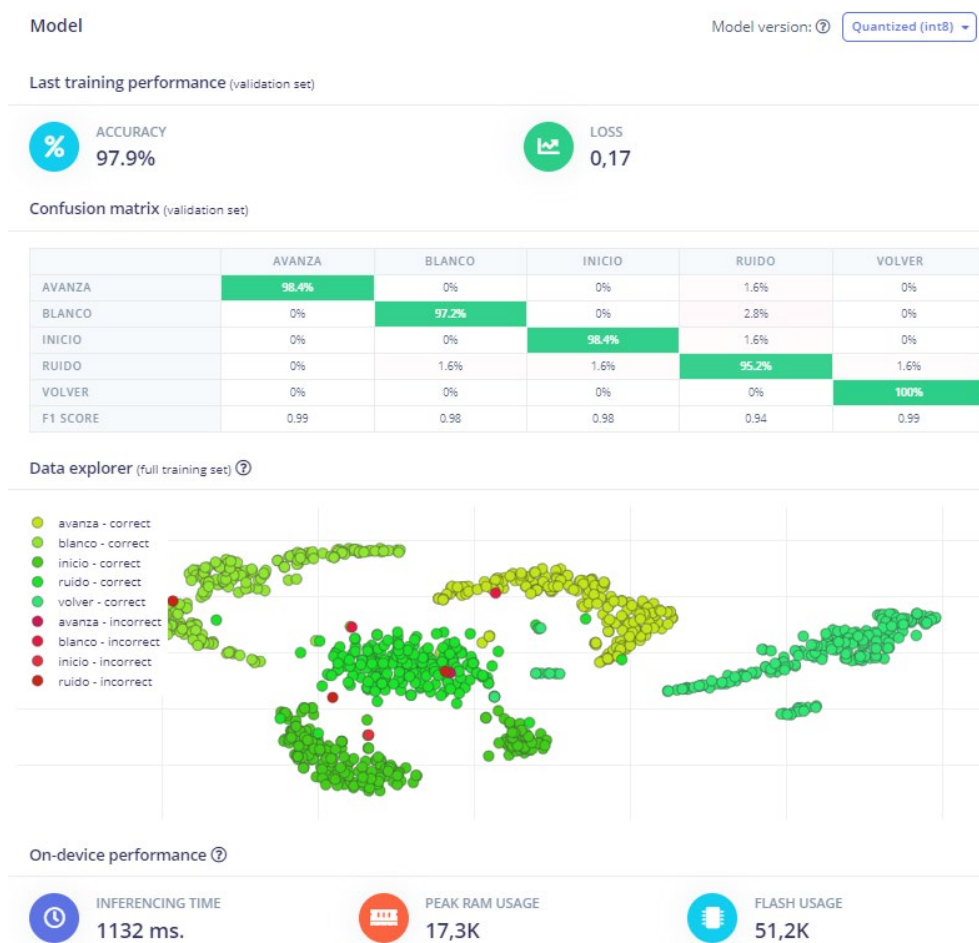 Model
Model version: Quantized (int8)
Last training performance (validation set)
ACCURACY
97.9%
LOSS
0,17
Confusion matrix (validation set)
AVANZA BLANCO INICIO RUIDO VOLVER
AVANZA 98.4% 0% 0% 1.6% 0%
BLANCO 0% 97.2% 0% 2.8% 0%
INICIO 0% 0% 98.4% 1.6% 0%
RUIDO 0% 1.6% 1.6% 95.2% 1.6%
VOLVER 0% 0% 0% 0% 100%
F1 SCORE 0.99 0.98 0.98 0.94 0.99
Data explorer (full training set)
avanza - correct
blanco - correct
inicio - correct
ruido - correct
volver - correct
avanza - incorrect
blanco - incorrect
inicio - incorrect
ruido - incorrect
On-device performance
INFERENCING TIME
1132 ms.
PEAK RAM USAGE
17,3K
FLASH USAGE
51,2K